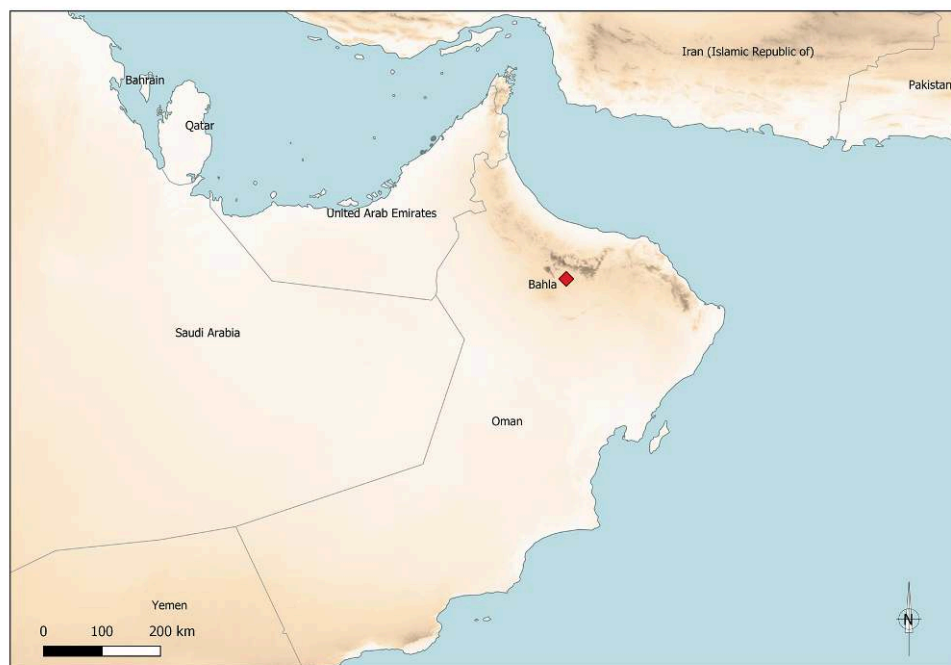 Iran (Islamic Republic of)
Bahrain
Pakistan
Qatar
United Arab Emirates
Bahla
Saudi Arabia
Oman
Yemen
0 100 200 km
N